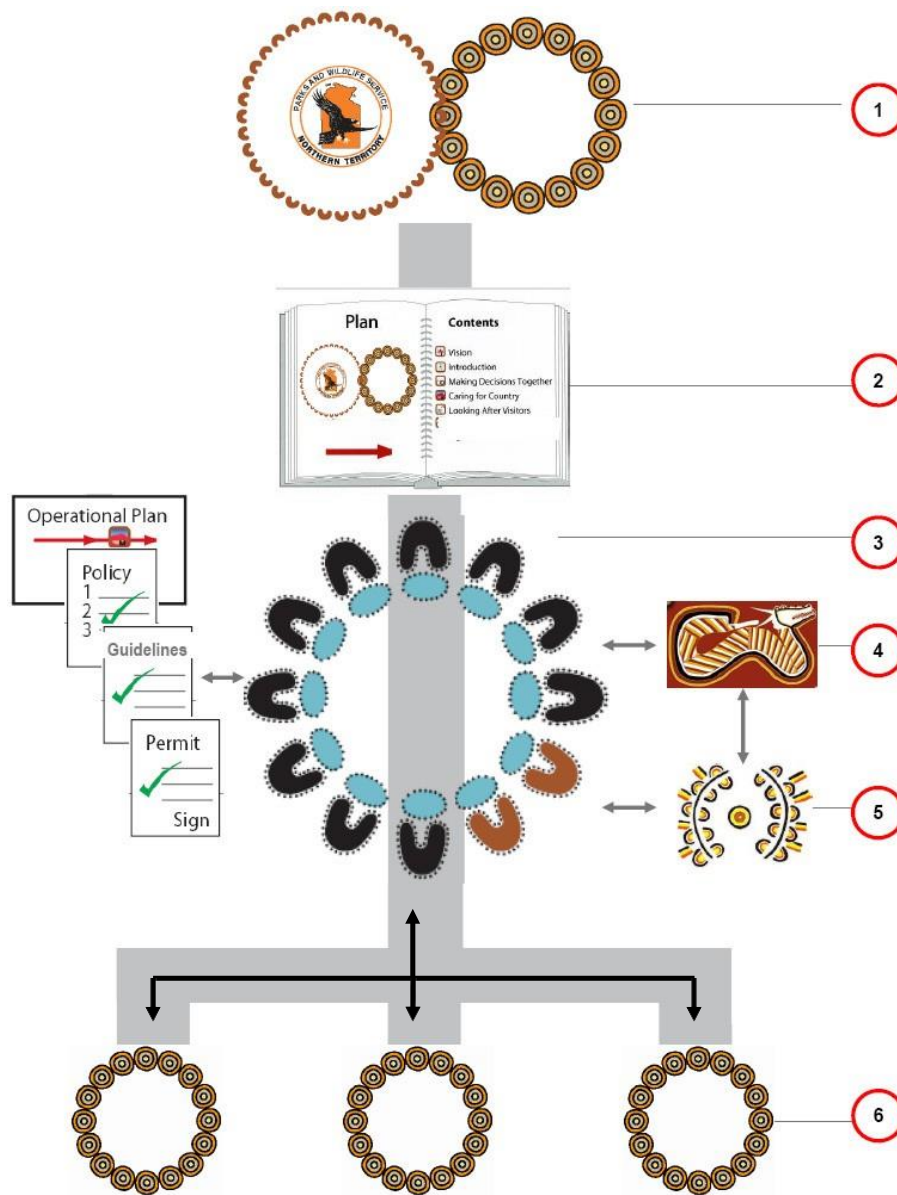 PARKS AND WILDLIFE SERVICE
NORTHERN TERRITORY
1
Plan
Contents
Vision
Introduction
Making Decisions Together
Caring for Country
Looking After Visitors
2
Operational Plan
3
Policy
1
2
3
Guidelines
4
Permit
Sign
5
6